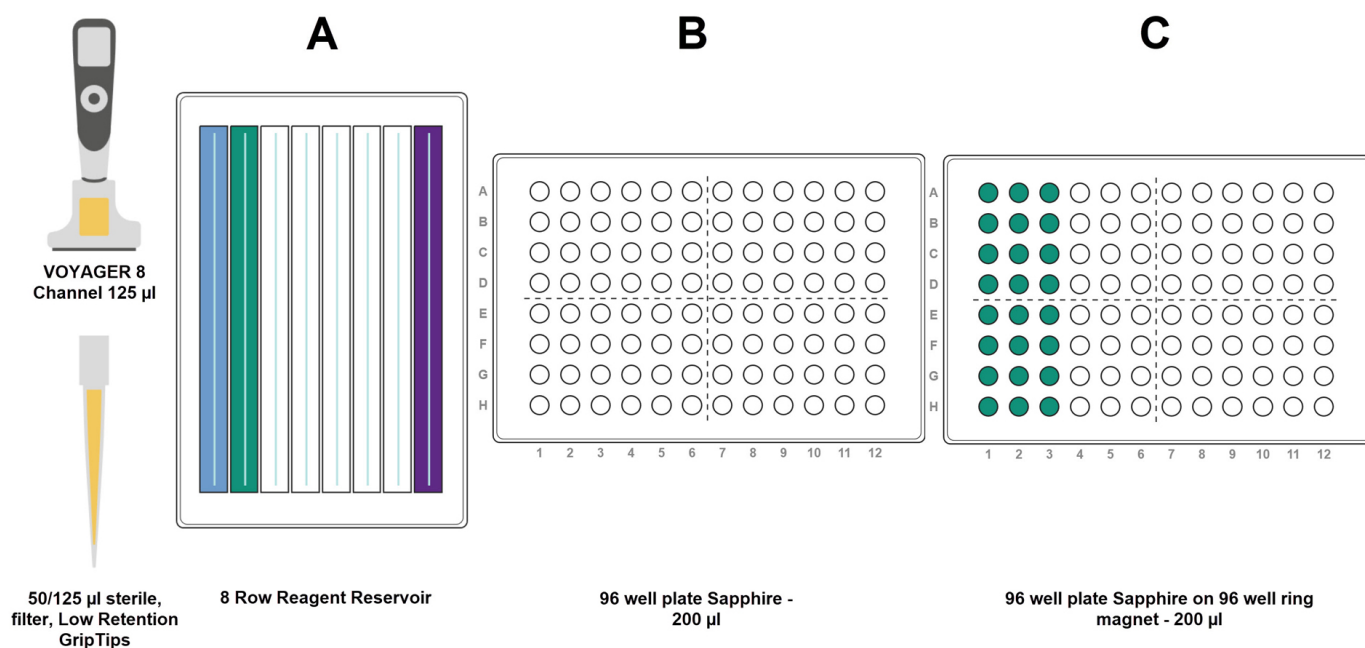 A
B
C
VOYAGER 8
Channel 125 µl
50/125 µl sterile,
filter, Low Retention
GripTips
8 Row Reagent Reservoir
A
B
C
D
E
F
G
H
1 2 3 4 5 6 7 8 9 10 11 12
96 well plate Sapphire -
200 µl
A
B
C
D
E
F
G
H
1 2 3 4 5 6 7 8 9 10 11 12
96 well plate Sapphire on 96 well ring
magnet - 200 µl